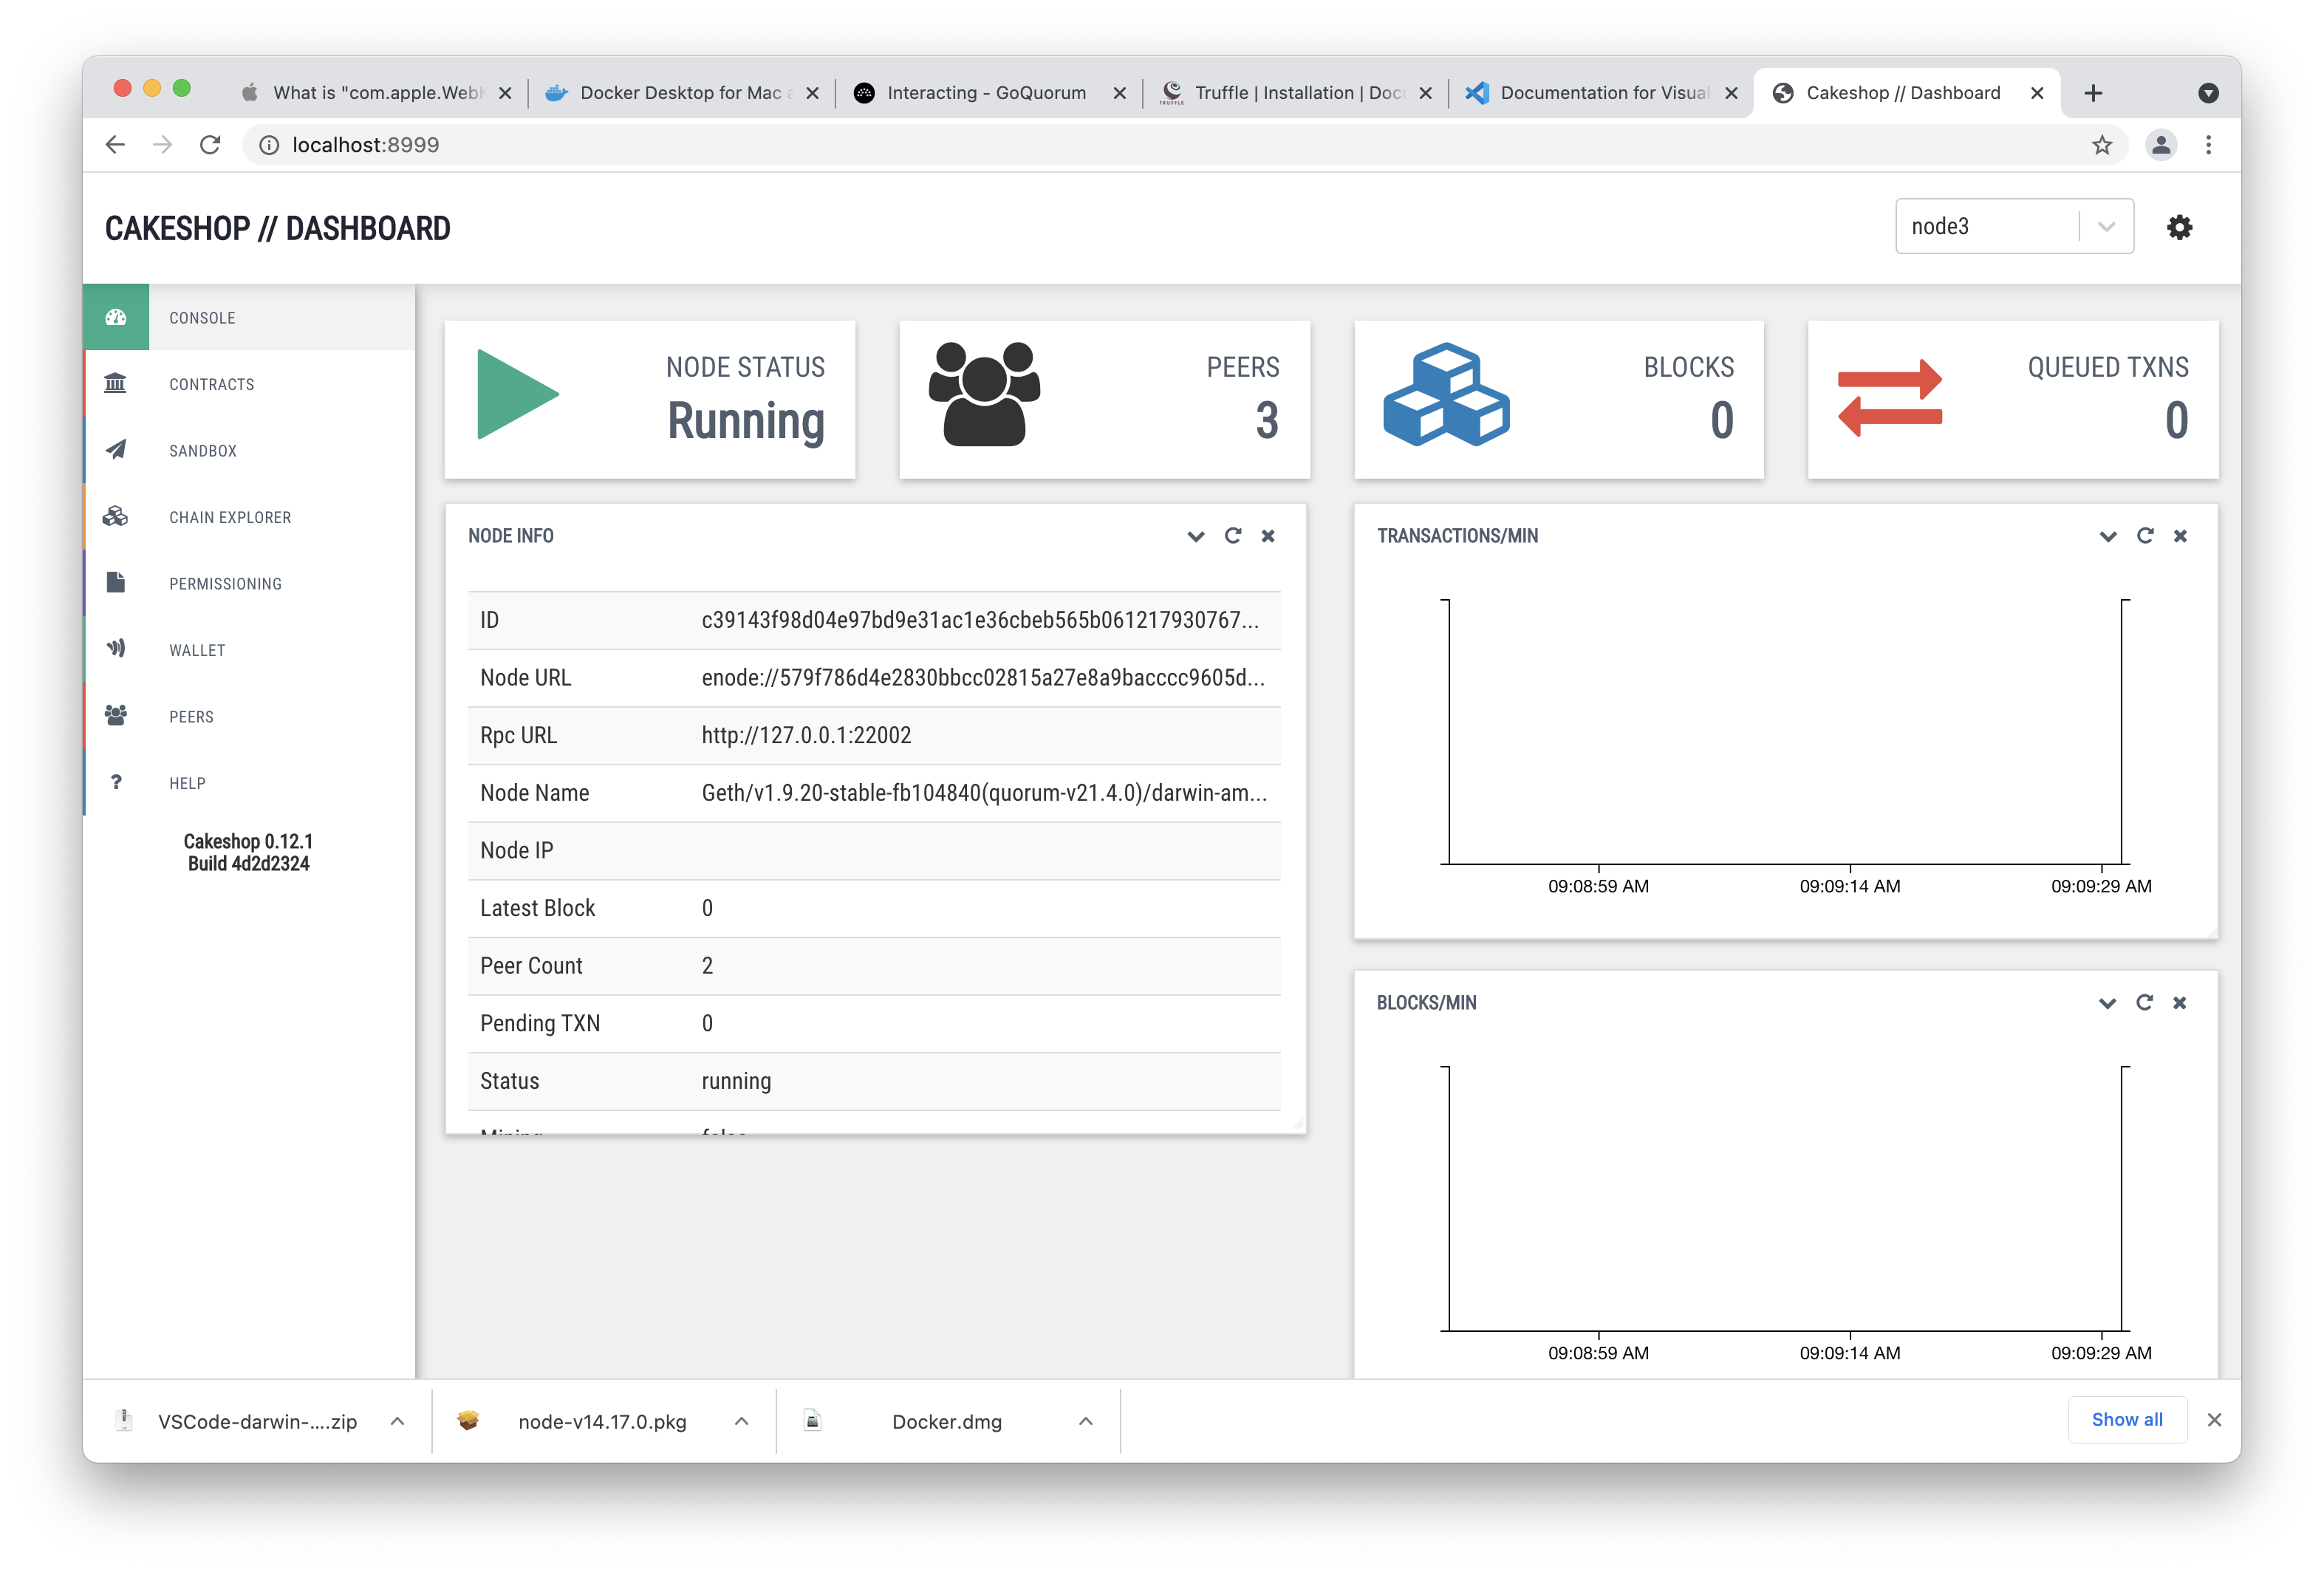 What is "com.apple.WebK
Docker Desktop for Mac a
Interacting - GoQuorum
Truffle | Installation | Docu
Documentation for Visual
Cakeshop // Dashboard
localhost:8999
CAKESHOP // DASHBOARD
node3
CONSOLE
CONTRACTS
SANDBOX
CHAIN EXPLORER
PERMISSIONING
WALLET
PEERS
? HELP
Cakeshop 0.12.1
Build 4d2d2324
NODE STATUS
Running
PEERS
3
BLOCKS
0
QUEUED TXNS
0
NODE INFO
ID c39143f98d04e97bd9e31ac1e36cbeb565b061217930767...
Node URL enode://579f786d4e2830bbcc02815a27e8a9bacccc9605d...
Rpc URL http://127.0.0.1:22002
Node Name Geth/v1.9.20-stable-fb104840(quorum-v21.4.0)/darwin-am...
Node IP
Latest Block 0
Peer Count 2
Pending TXN 0
Status running
Mining false
TRANSACTIONS/MIN
09:08:59 AM 09:09:14 AM 09:09:29 AM
BLOCKS/MIN
09:08:59 AM 09:09:14 AM 09:09:29 AM
VSCode-darwin-....zip
node-v14.17.0.pkg
Docker.dmg
Show all